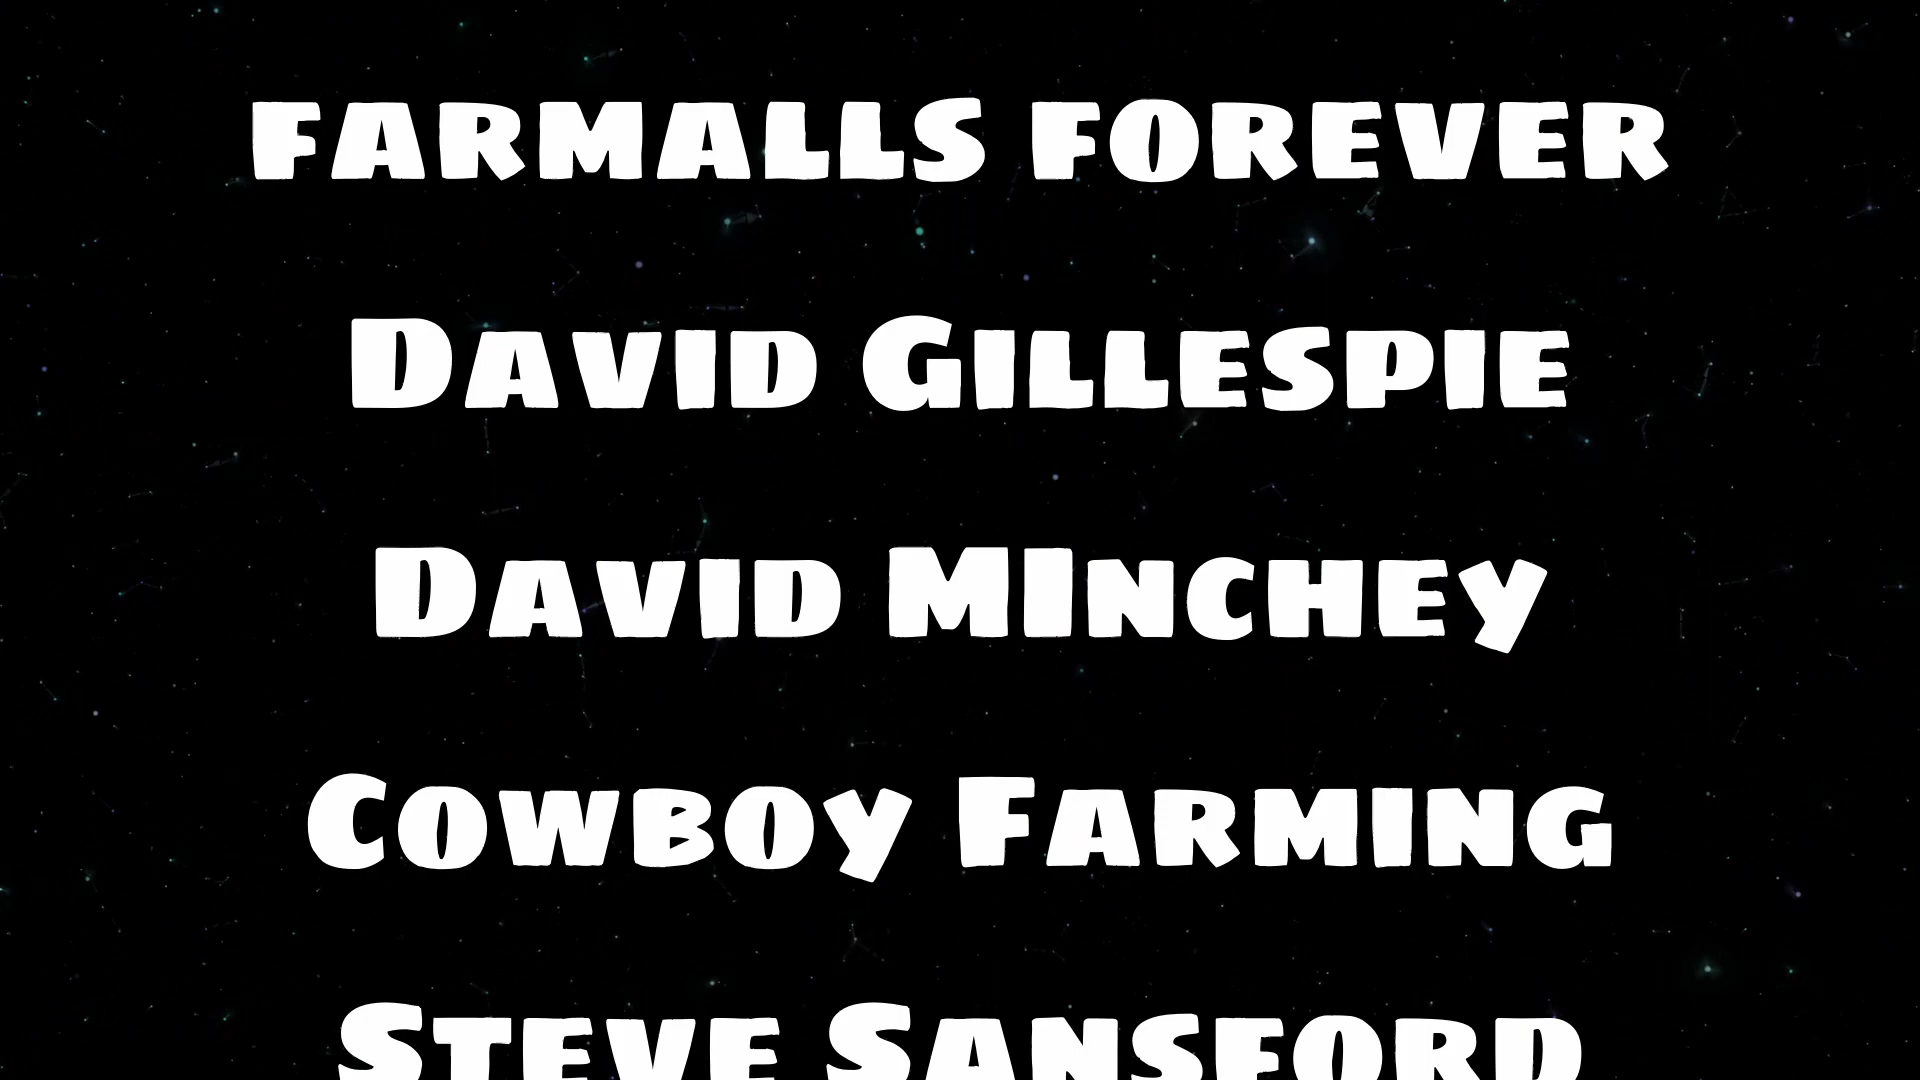 farmalls forever
David Gillespie
David MInchey
Cowboy Farming
Steve Sansford